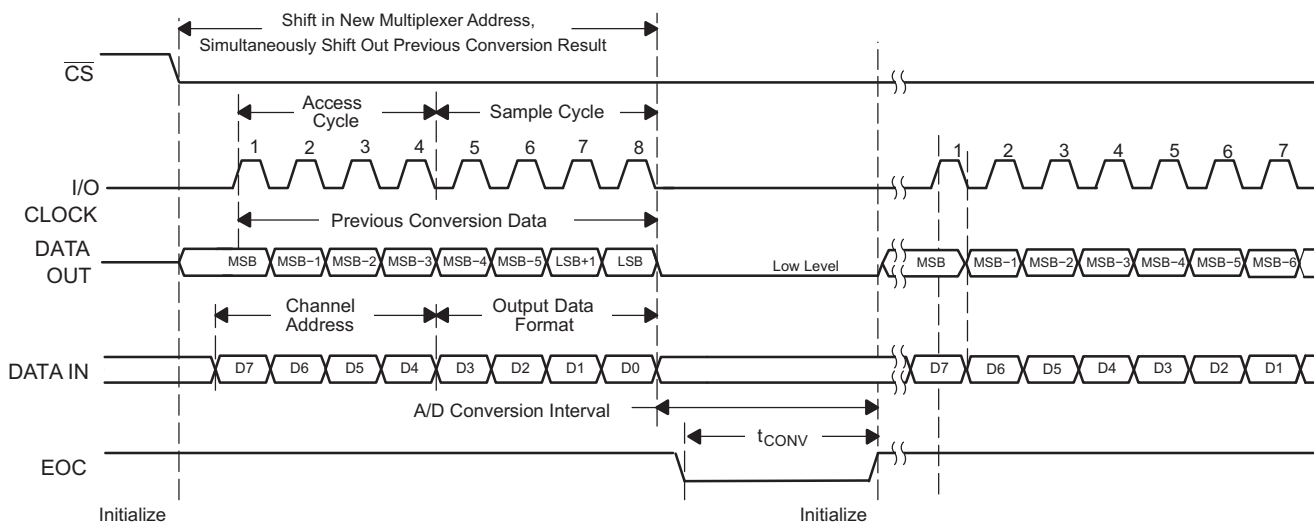 Shift in New Multiplexer Address,
Simultaneously Shift Out Previous Conversion Result
CS
Access
Cycle
Sample Cycle
1 2 3 4 5 6 7 8 1 2 3 4 5 6 7
I/O
CLOCK
Previous Conversion Data
DATA
OUT
MSB MSB−1 MSB−2 MSB−3 MSB−4 MSB−5 LSB+1 LSB Low Level MSB MSB−1 MSB−2 MSB−3 MSB−4 MSB−5 MSB−6
Channel
Address
Output Data
Format
DATA IN D7 D6 D5 D4 D3 D2 D1 D0 D7 D6 D5 D4 D3 D2 D1
A/D Conversion Interval
tCONV
EOC
Initialize Initialize